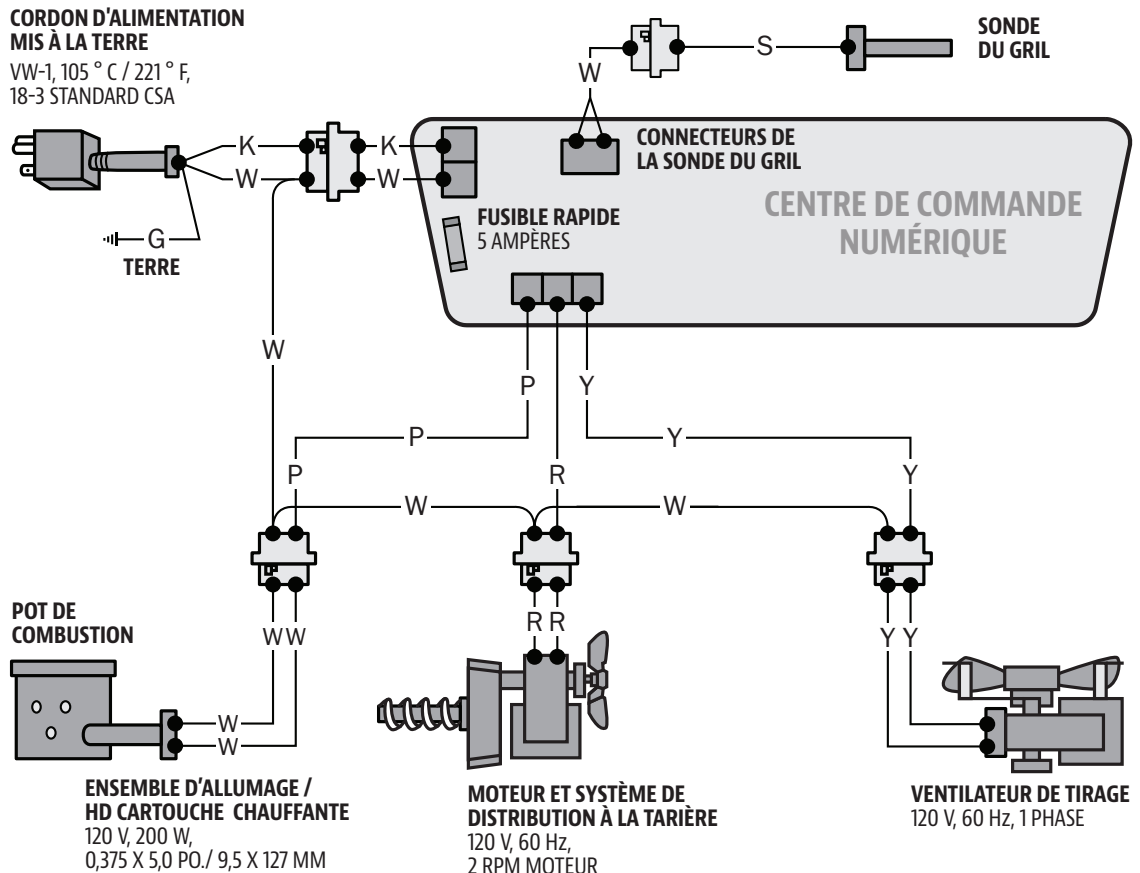 CORDON D'ALIMENTATION
MIS À LA TERRE
VW-1, 105 ° C / 221 ° F,
18-3 STANDARD CSA
SONDE
DU GRIL
S
W
K
K
W
W
G
TERRE
CONNECTEURS DE
LA SONDE DU GRIL
FUSIBLE RAPIDE
5 AMPÈRES
CENTRE DE COMMANDE
NUMÉRIQUE
W
P
Y
P
Y
P
R
Y
W
W
POT DE
COMBUSTION
W W
R R
Y Y
W
W
ENSEMBLE D'ALLUMAGE /
HD CARTOUCHE CHAUFFANTE
120 V, 200 W,
0,375 X 5,0 PO./ 9,5 X 127 MM
MOTEUR ET SYSTÈME DE
DISTRIBUTION À LA TARIÈRE
120 V, 60 Hz,
2 RPM MOTEUR
VENTILATEUR DE TIRAGE
120 V, 60 Hz, 1 PHASE